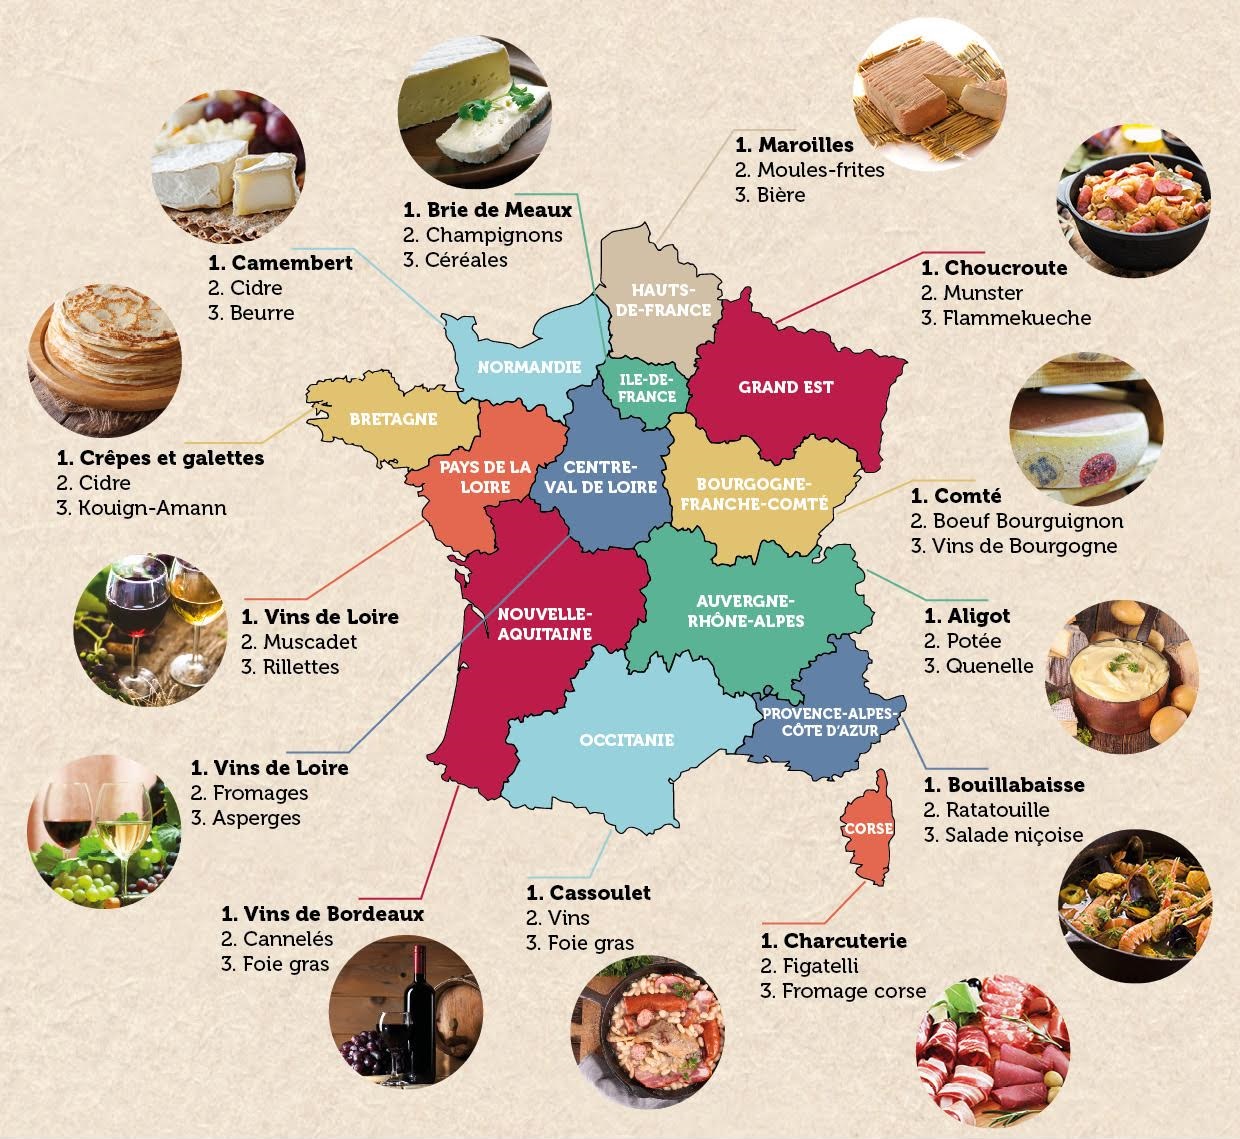 1. Maroilles
2. Moules-frites
3. Bière
1. Brie de Meaux
2. Champignons
3. Céréales
1. Camembert
2. Cidre
3. Beurre
1. Choucroute
2. Munster
3. Flammekueche
HAUTS-
DE-FRANCE
NORMANDIE
ILE-DE-
FRANCE
GRAND EST
BRETAGNE
PAYS DE LA
LOIRE
CENTRE-
VAL DE LOIRE
BOURGOGNE-
FRANCHE-COMTÉ
1. Crêpes et galettes
2. Cidre
3. Kouign-Amann
1. Comté
2. Boeuf Bourguignon
3. Vins de Bourgogne
NOUVELLE-
AQUITAINE
AUVERGNE-
RHÔNE-ALPES
1. Vins de Loire
2. Muscadet
3. Rillettes
1. Aligot
2. Potée
3. Quenelle
OCCITANIE
PROVENCE-ALPES-
CÔTE D'AZUR
1. Vins de Loire
2. Fromages
3. Asperges
1. Bouillabaisse
2. Ratatouille
3. Salade niçoise
CORSE
1. Vins de Bordeaux
2. Cannelés
3. Foie gras
1. Cassoulet
2. Vins
3. Foie gras
1. Charcuterie
2. Figatelli
3. Fromage corse